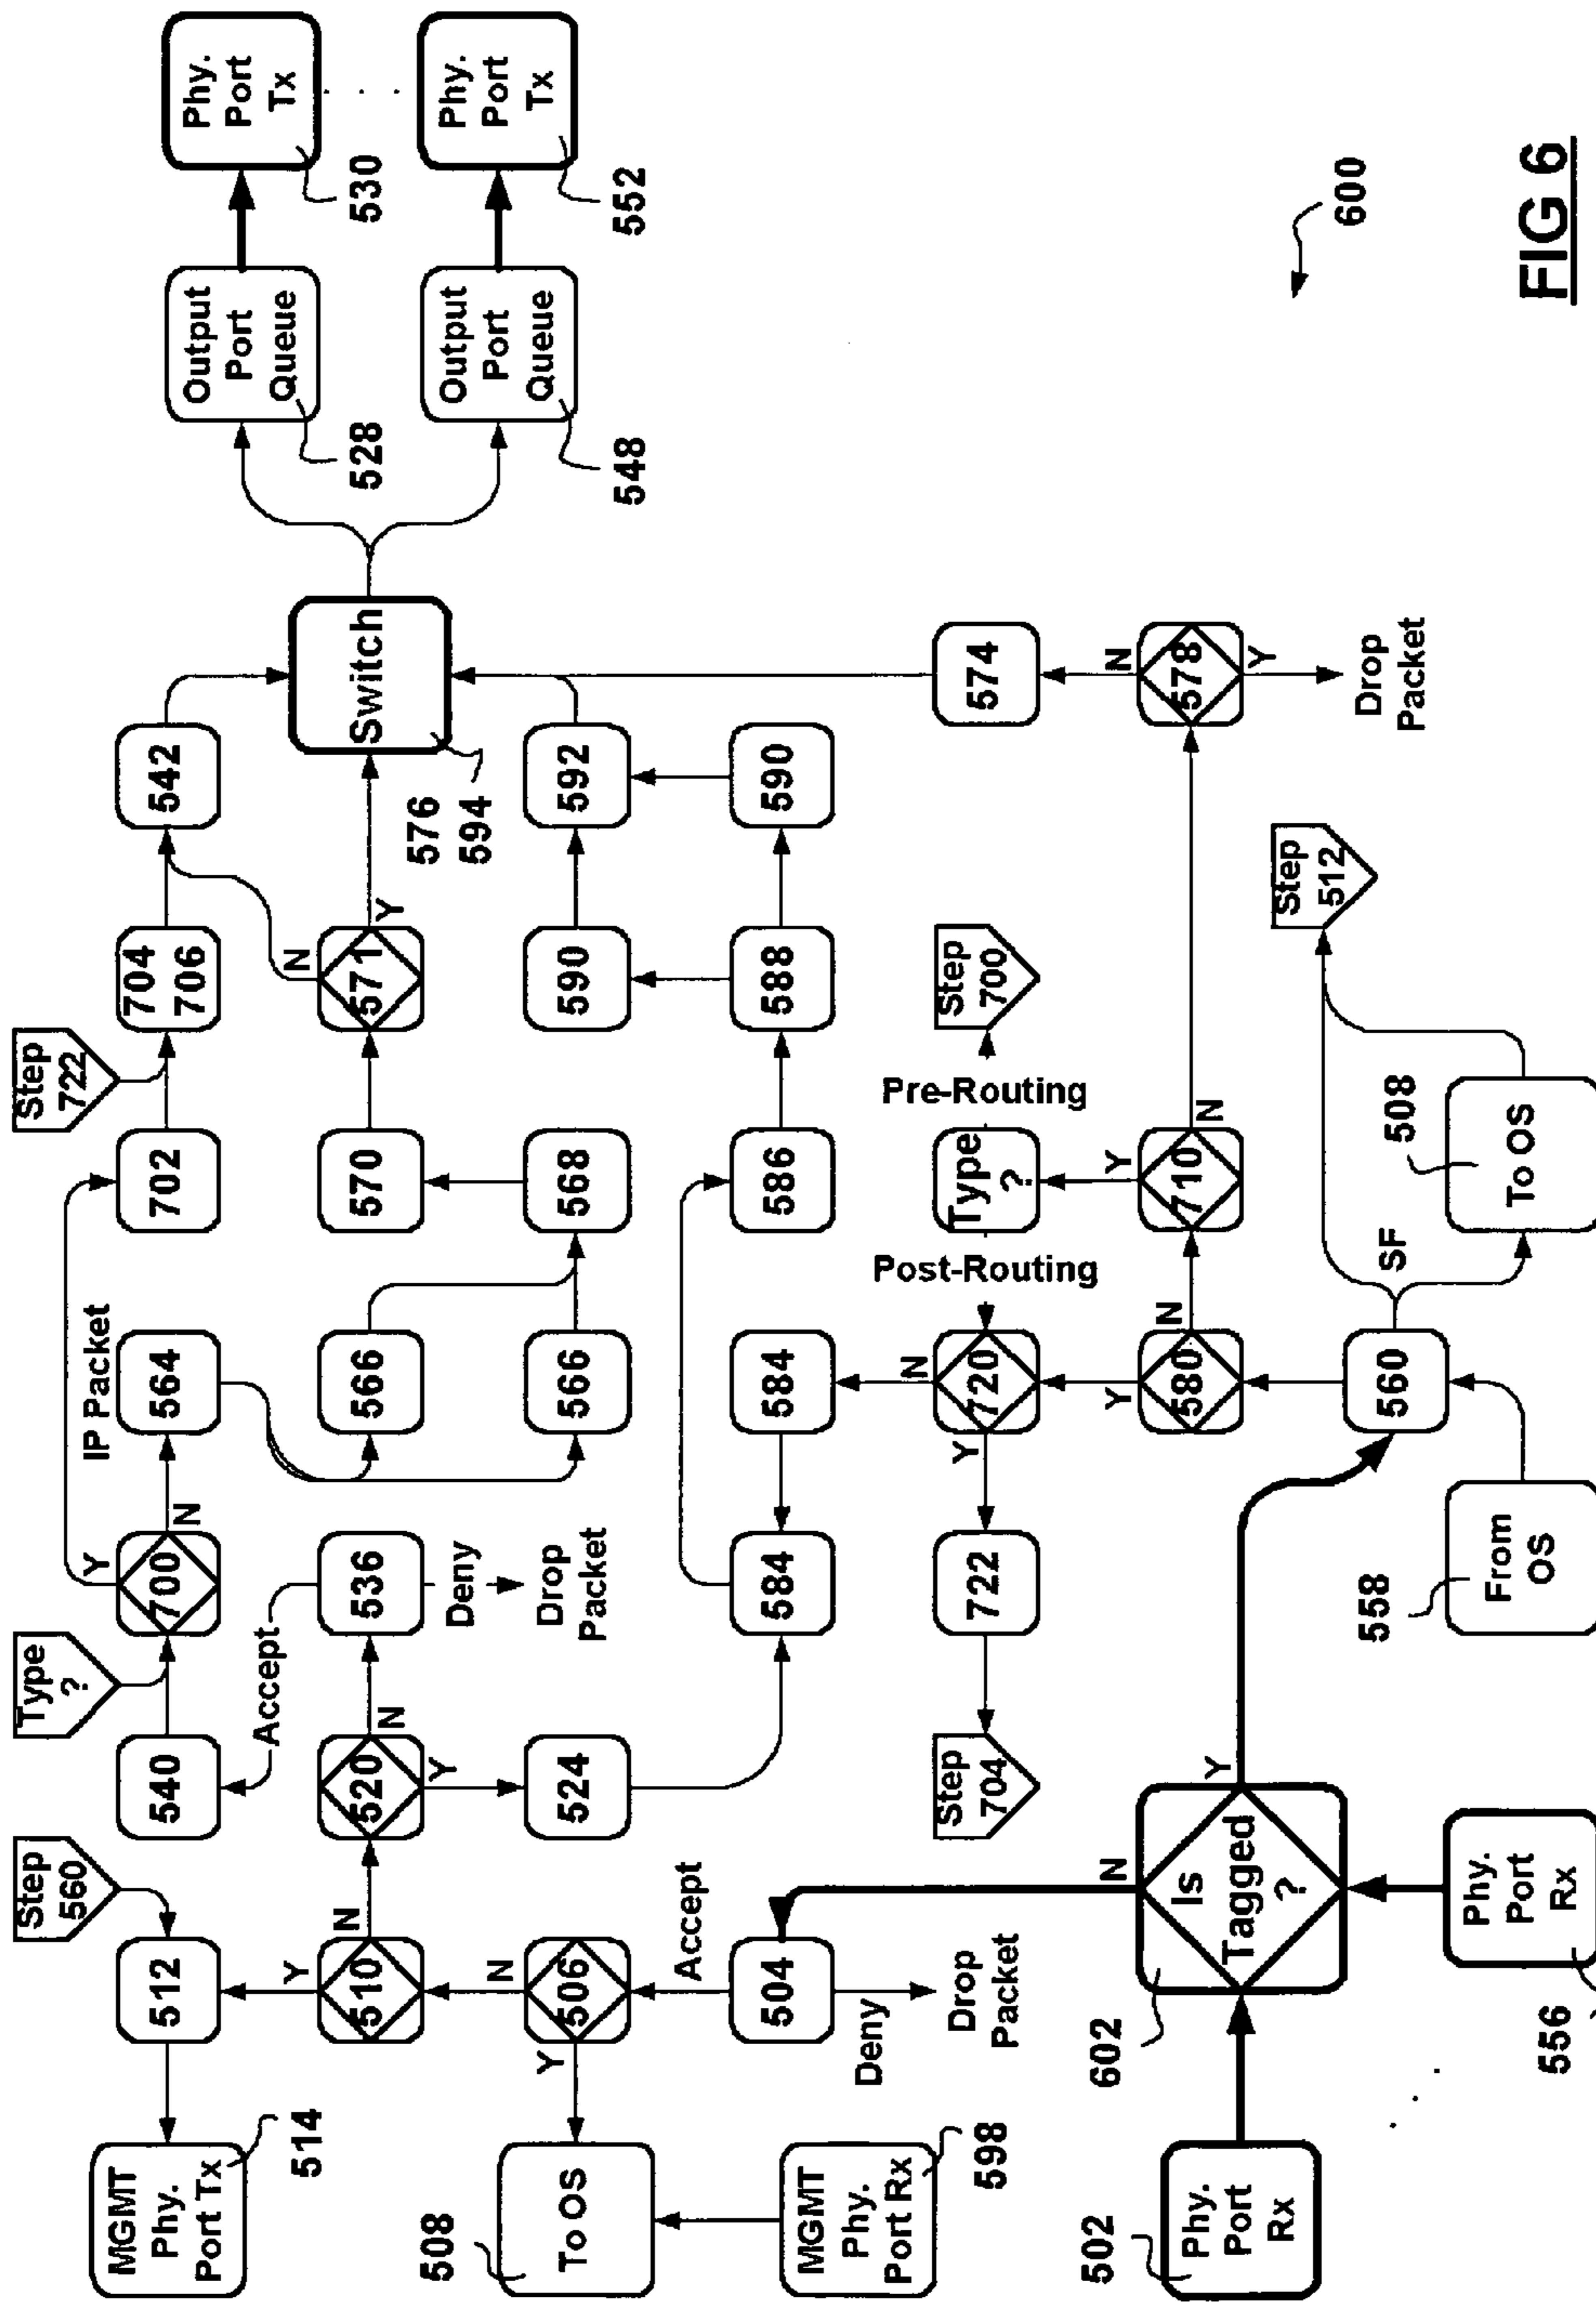 MGMT
Phy.
Port Tx
514
512
Step
560
540
Type
?
700
Y
N
IP Packet
564
702
Step
722
704
706
542
Output
Port
Queue
528
Phy.
Port
Tx
530
510
Y
N
520
N
Y
Accept
536
Deny
Drop
Packet
566
570
571
N
Y
Switch
576
594
To OS
508
506
Y
N
524
566
568
590
592
Output
Port
Queue
548
Phy.
Port
Tx
552
MGMT
Phy.
Port Rx
598
504
Accept
Deny
Drop
Packet
584
584
586
588
590
Step
704
722
720
Y
N
Post-Routing
Type
?
Pre-Routing
Step
700
574
Phy.
Port
Rx
502
Is
Tagged
?
602
N
Y
580
Y
N
710
Y
N
578
N
Y
Drop
Packet
Phy.
Port
Rx
556
From
OS
558
560
SF
To OS
508
Step
512
600
FIG 6